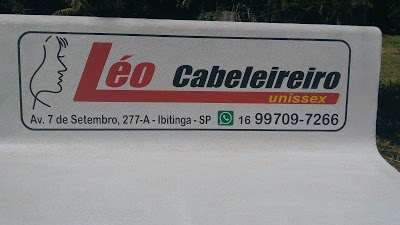 Léo Cabeleireiro
unissex
Av. 7 de Setembro, 277-A - Ibitinga - SP 16 99709-7266